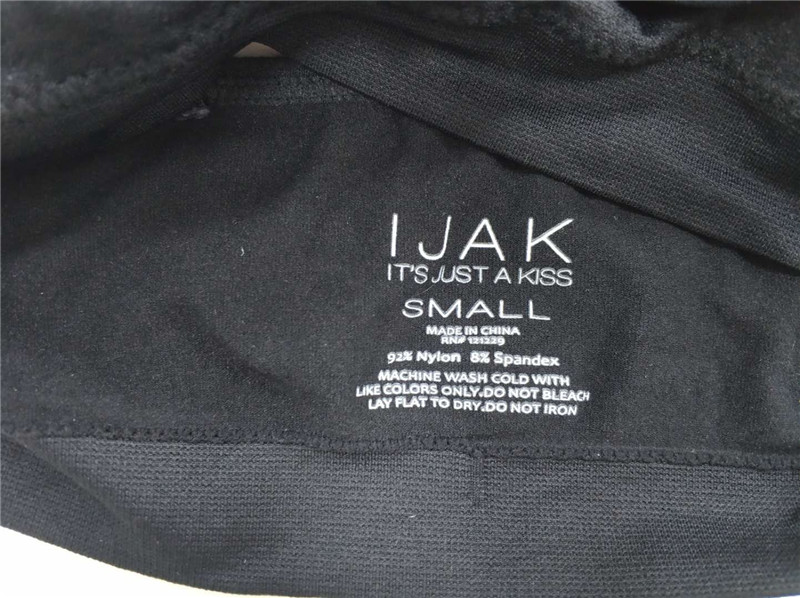 IJAK
IT'S JUST A KISS
SMALL
MADE IN CHINA
RN# 121229
92% Nylon 8% Spandex
MACHINE WASH COLD WITH
LIKE COLORS ONLY.DO NOT BLEACH
LAY FLAT TO DRY.DO NOT IRON